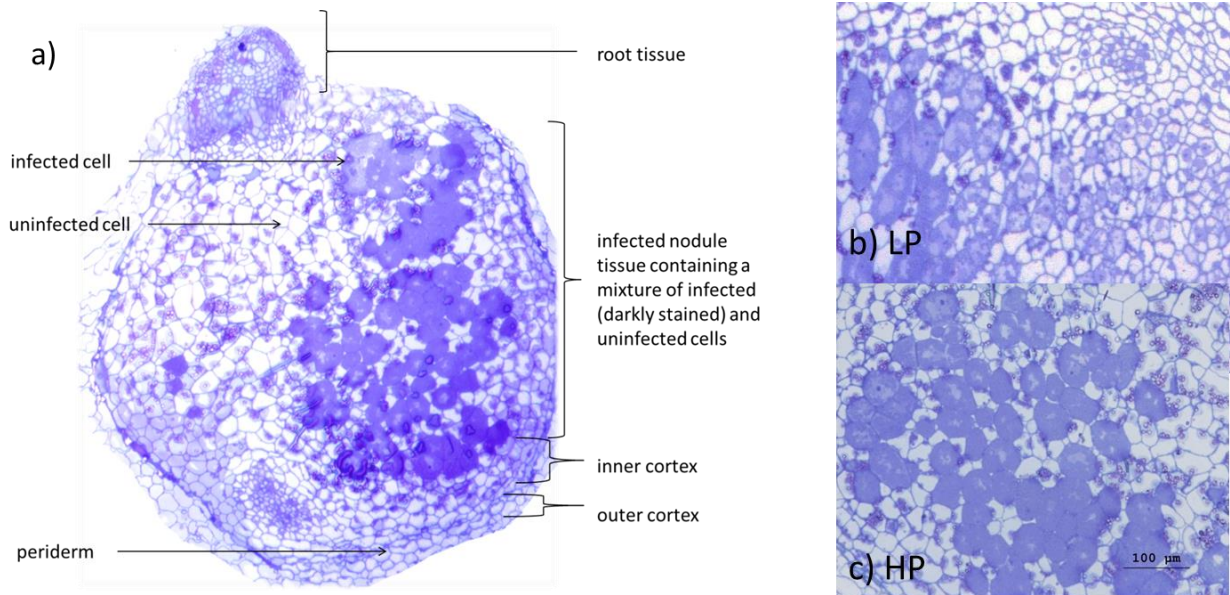 a)
root tissue
infected cell
uninfected cell
infected nodule
tissue containing a
mixture of infected
(darkly stained) and
uninfected cells
inner cortex
outer cortex
periderm
b) LP
c) HP
100 μm